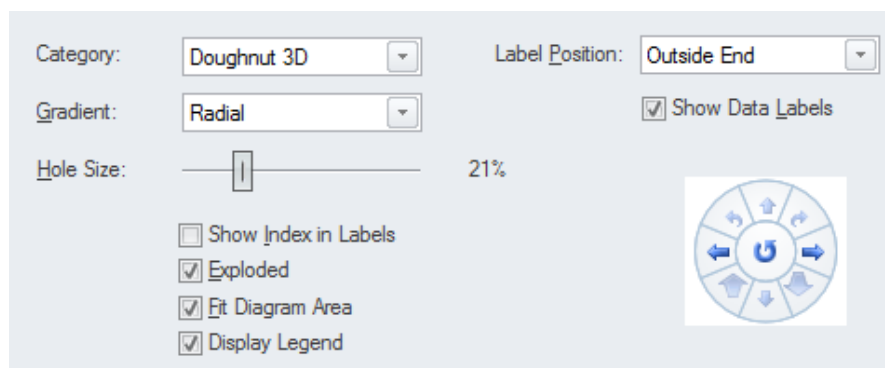 Category: Doughnut 3D Label Position: Outside End
Gradient: Radial Show Data Labels
Hole Size: 21%
Show Index in Labels
Exploded
Fit Diagram Area
Display Legend